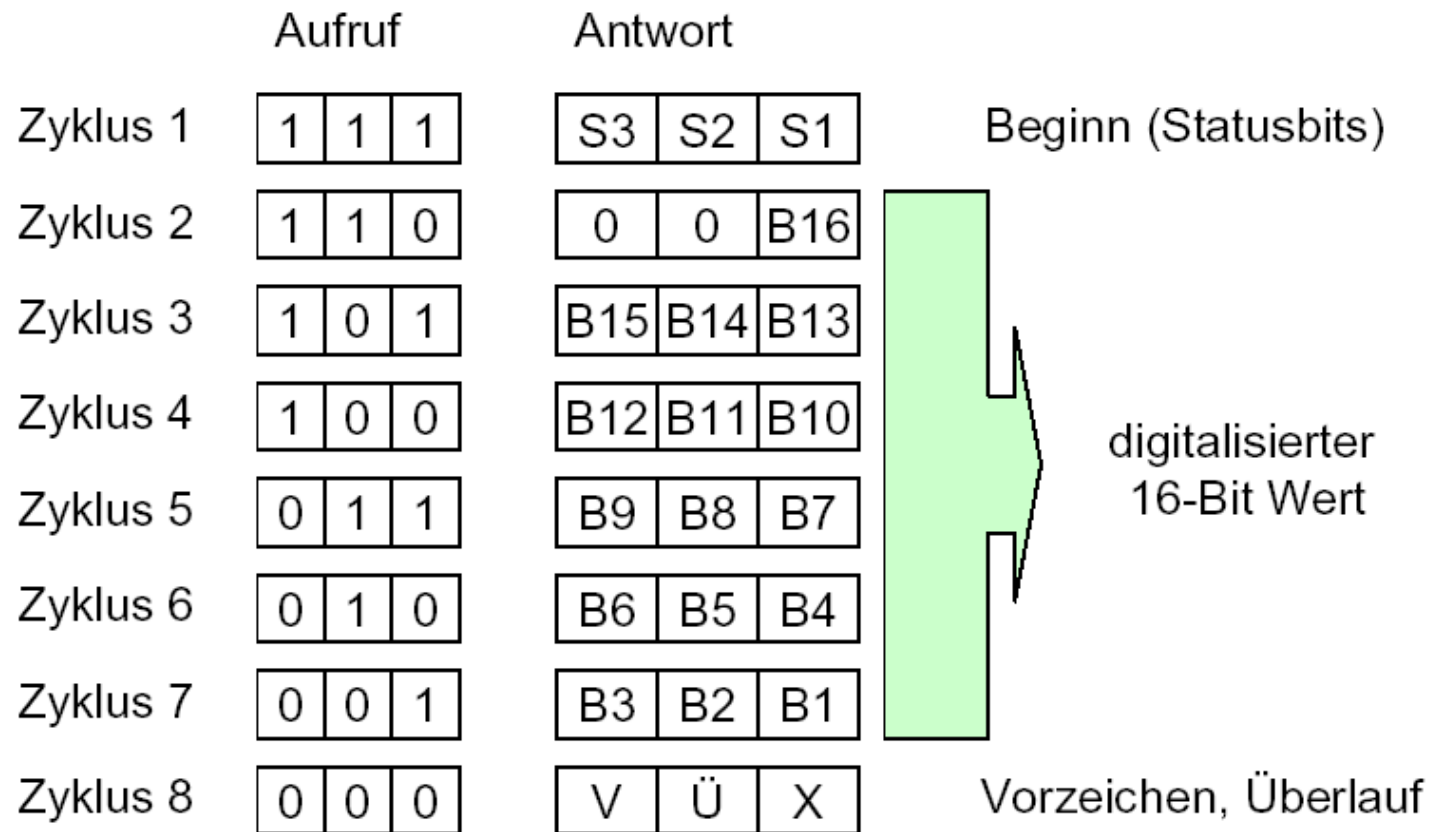 Aufruf Antwort
Zyklus 1 1 1 1 S3 S2 S1 Beginn (Statusbits)
Zyklus 2 1 1 0 0 0 B16
Zyklus 3 1 0 1 B15 B14 B13
Zyklus 4 1 0 0 B12 B11 B10
digitalisierter
16-Bit Wert
Zyklus 5 0 1 1 B9 B8 B7
Zyklus 6 0 1 0 B6 B5 B4
Zyklus 7 0 0 1 B3 B2 B1
Zyklus 8 0 0 0 V Ü X Vorzeichen, Überlauf